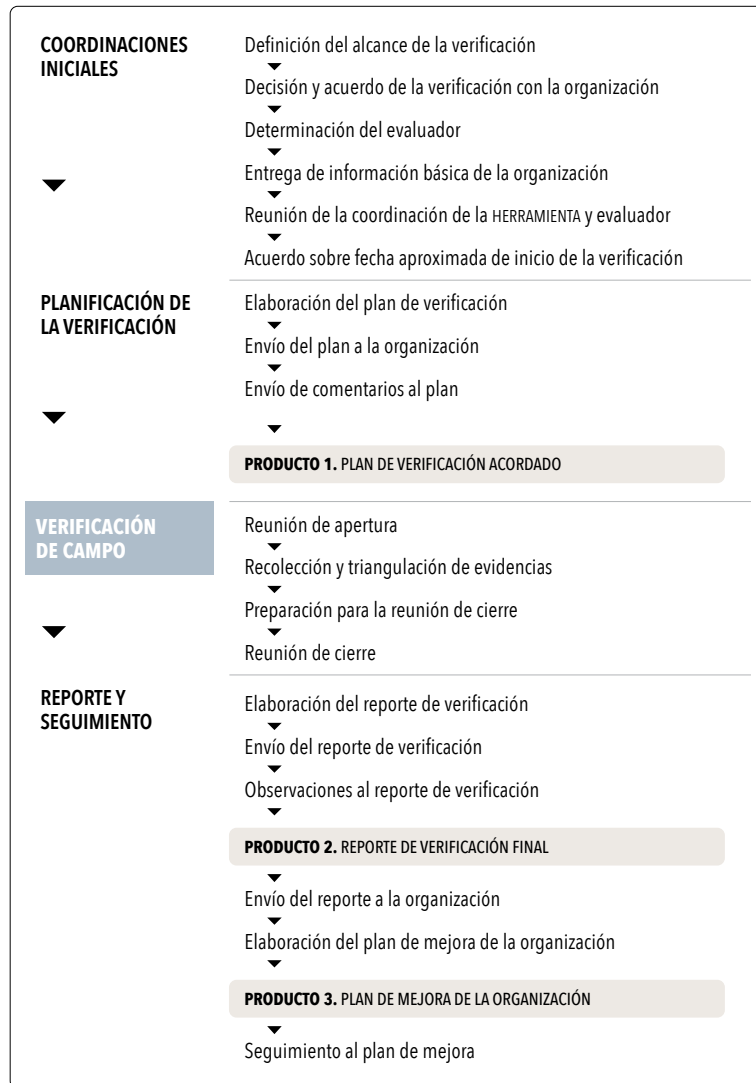 COORDINACIONES
INICIALES
Definición del alcance de la verificación
Decisión y acuerdo de la verificación con la organización
Determinación del evaluador
Entrega de información básica de la organización
Reunión de la coordinación de la HERRAMIENTA y evaluador
Acuerdo sobre fecha aproximada de inicio de la verificación
PLANIFICACIÓN DE
LA VERIFICACIÓN
Elaboración del plan de verificación
Envío del plan a la organización
Envío de comentarios al plan
PRODUCTO 1. PLAN DE VERIFICACIÓN ACORDADO
VERIFICACIÓN
DE CAMPO
Reunión de apertura
Recolección y triangulación de evidencias
Preparación para la reunión de cierre
Reunión de cierre
REPORTE Y
SEGUIMIENTO
Elaboración del reporte de verificación
Envío del reporte de verificación
Observaciones al reporte de verificación
PRODUCTO 2. REPORTE DE VERIFICACIÓN FINAL
Envío del reporte a la organización
Elaboración del plan de mejora de la organización
PRODUCTO 3. PLAN DE MEJORA DE LA ORGANIZACIÓN
Seguimiento al plan de mejora